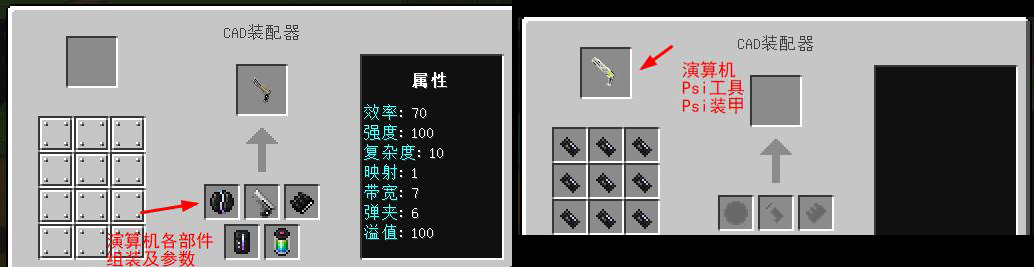 CAD装配器
属性
效率: 70
强度: 100
复杂度: 10
映射: 1
带宽: 7
弹夹: 6
溢值: 100
演算机各部件
组装及参数
CAD装配器
演算机
Psi工具
Psi装甲